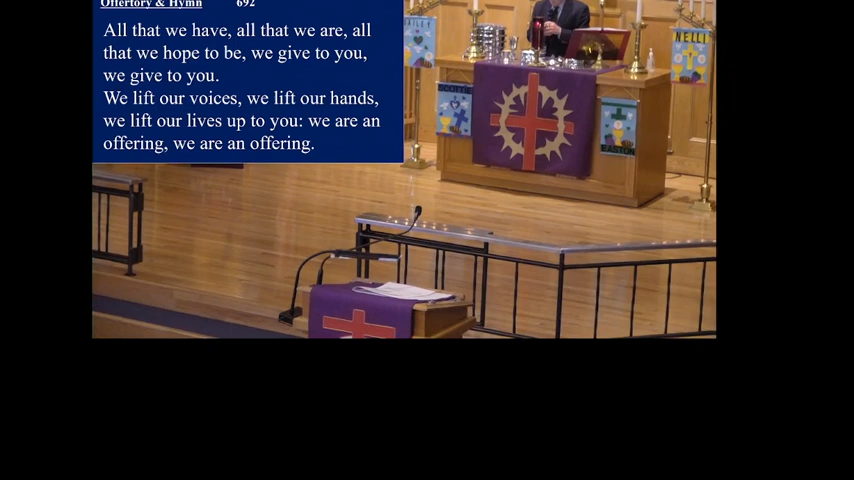 Offertory & Hymn 692
All that we have, all that we are, all
that we hope to be, we give to you,
we give to you.
We lift our voices, we lift our hands,
we lift our lives up to you: we are an
offering, we are an offering.
NELLI
EASTON